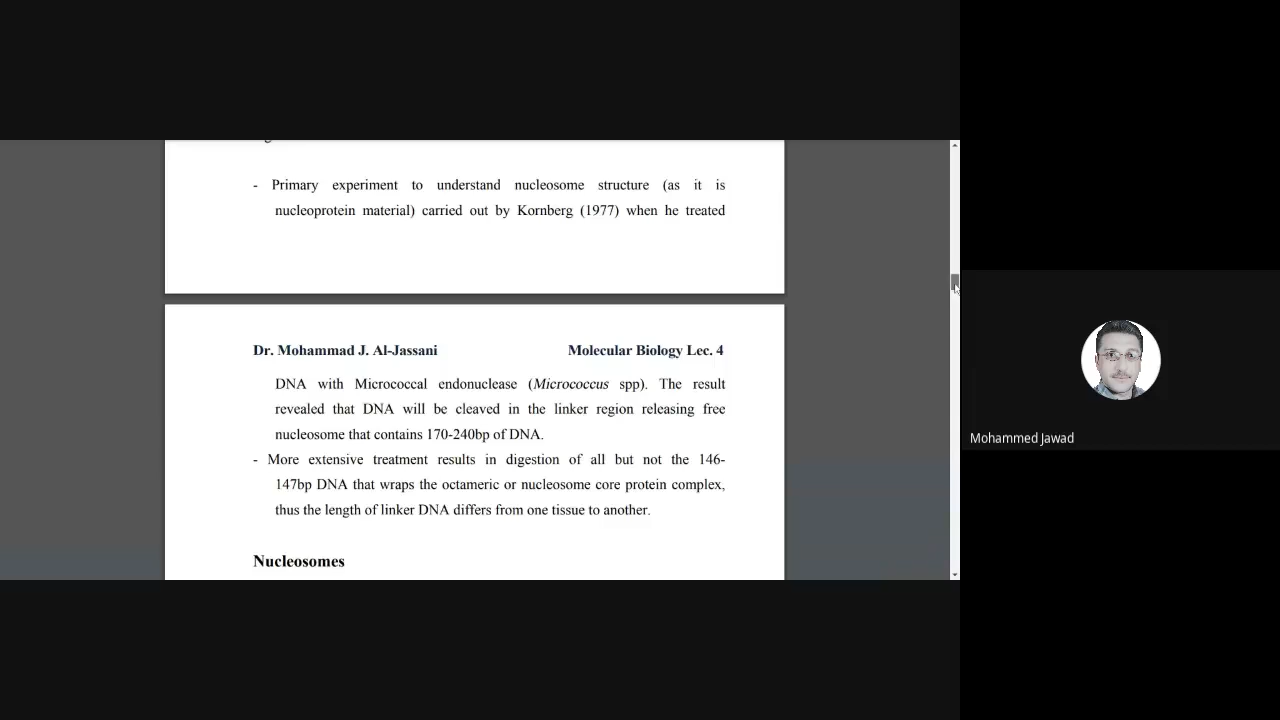 - Primary experiment to understand nucleosome structure (as it is
nucleoprotein material) carried out by Kornberg (1977) when he treated
Dr. Mohammad J. Al-Jassani Molecular Biology Lec. 4
DNA with Micrococcal endonuclease (Micrococcus spp). The result
revealed that DNA will be cleaved in the linker region releasing free
nucleosome that contains 170-240bp of DNA.
- More extensive treatment results in digestion of all but not the 146-
147bp DNA that wraps the octameric or nucleosome core protein complex,
thus the length of linker DNA differs from one tissue to another.
Nucleosomes
Mohammed Jawad